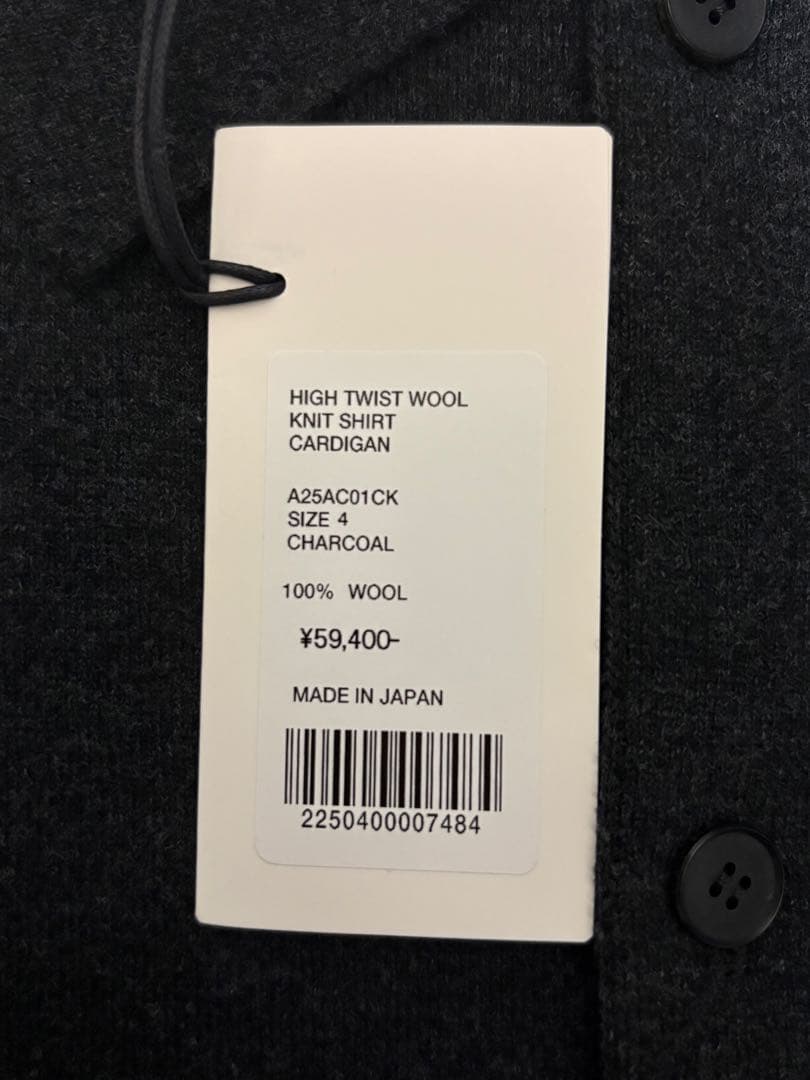 HIGH TWIST WOOL
KNIT SHIRT
CARDIGAN
A25AC01CK
SIZE 4
CHARCOAL
100% WOOL
¥59,400-
MADE IN JAPAN
2250400007484